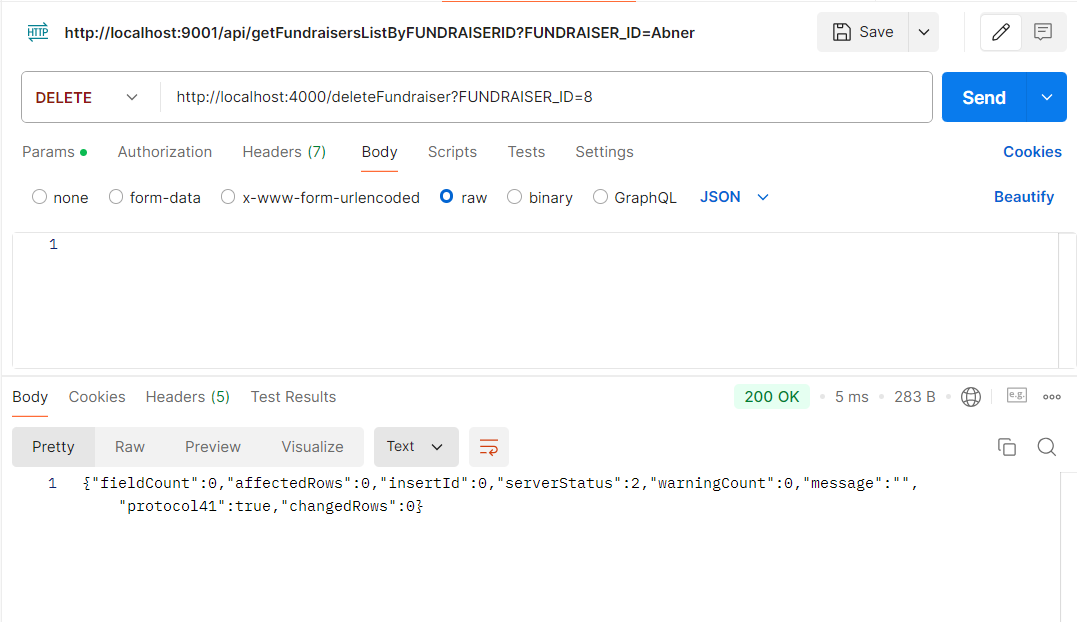 HTTP http://localhost:9001/api/getFundraisersListByFUNDRAISERID?FUNDRAISER_ID=Abner Save
DELETE http://localhost:4000/deleteFundraiser?FUNDRAISER_ID=8 Send
Params Authorization Headers (7) Body Scripts Tests Settings Cookies
none form-data x-www-form-urlencoded raw binary GraphQL JSON Beautify
1
Body Cookies Headers (5) Test Results 200 OK 5 ms 283 B e.g.
Pretty Raw Preview Visualize Text
1 {"fieldCount":0,"affectedRows":0,"insertId":0,"serverStatus":2,"warningCount":0,"message":"",
"protocol41":true,"changedRows":0}